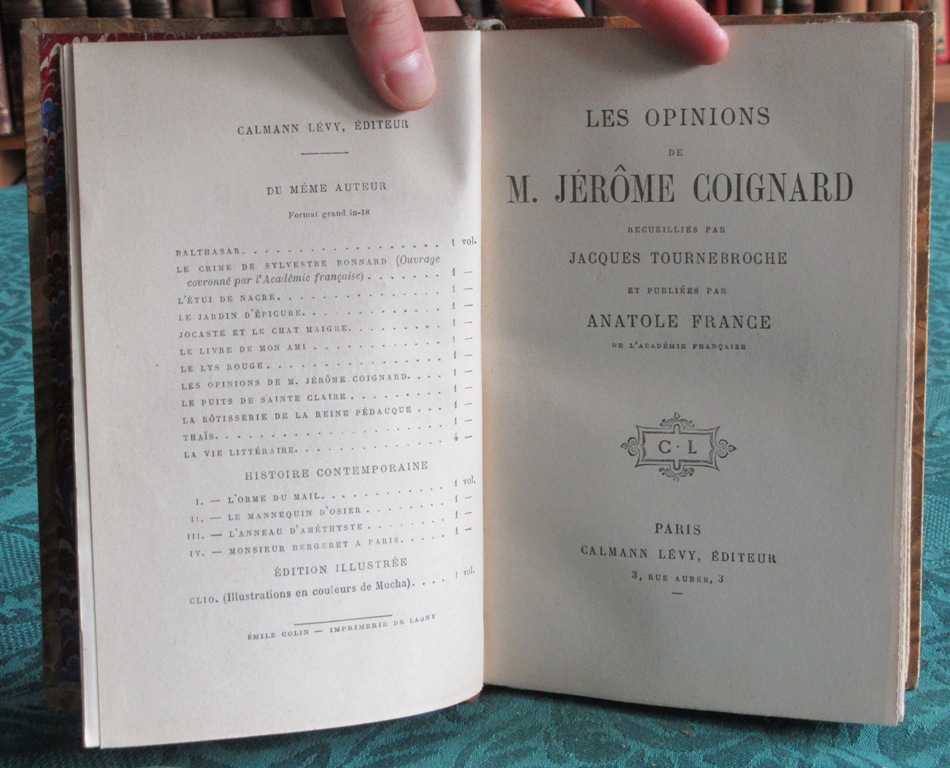 CALMANN LÉVY, ÉDITEUR
DU MÊME AUTEUR
Format grand in-18
BALTHASAR. . . . . . . . . . . . . . . . . . 1 vol.
LE CRIME DE SYLVESTRE BONNARD (Ouvrage
couronné par l'Académie française) . . . . . . . 1 —
L'ÉTUI DE NACRE. . . . . . . . . . . . . . . 1 —
LE JARDIN D'ÉPICURE. . . . . . . . . . . . . 1 —
JOCASTE ET LE CHAT MAIGRE. . . . . . . . . 1 —
LE LIVRE DE MON AMI . . . . . . . . . . . . 1 —
LE LYS ROUGE. . . . . . . . . . . . . . . . 1 —
LES OPINIONS DE M. JÉRÔME COIGNARD. . . . 1 —
LE PUITS DE SAINTE CLAIRE . . . . . . . . . 1 —
LA RÔTISSERIE DE LA REINE PÉDAUQUE . . . 1 —
THAÏS. . . . . . . . . . . . . . . . . . . . 1 —
LA VIE LITTÉRAIRE. . . . . . . . . . . . . . 4 —
HISTOIRE CONTEMPORAINE
I. — L'ORME DU MAIL. . . . . . . . . . . . 1 vol.
II. — LE MANNEQUIN D'OSIER . . . . . . . . 1 —
III. — L'ANNEAU D'AMÉTHYSTE . . . . . . . 1 —
IV. — MONSIEUR BERGERET A PARIS. . . . . 1 —
ÉDITION ILLUSTRÉE
CLIO. (Illustrations en couleurs de Mucha). . . . 1 vol.
ÉMILE COLIN — IMPRIMERIE DE LAGNY
LES OPINIONS
DE
M. JÉRÔME COIGNARD
RECUEILLIES PAR
JACQUES TOURNEBROCHE
ET PUBLIÉES PAR
ANATOLE FRANCE
DE L'ACADÉMIE FRANÇAISE
C · L
PARIS
CALMANN LÉVY, ÉDITEUR
3, RUE AUBER, 3